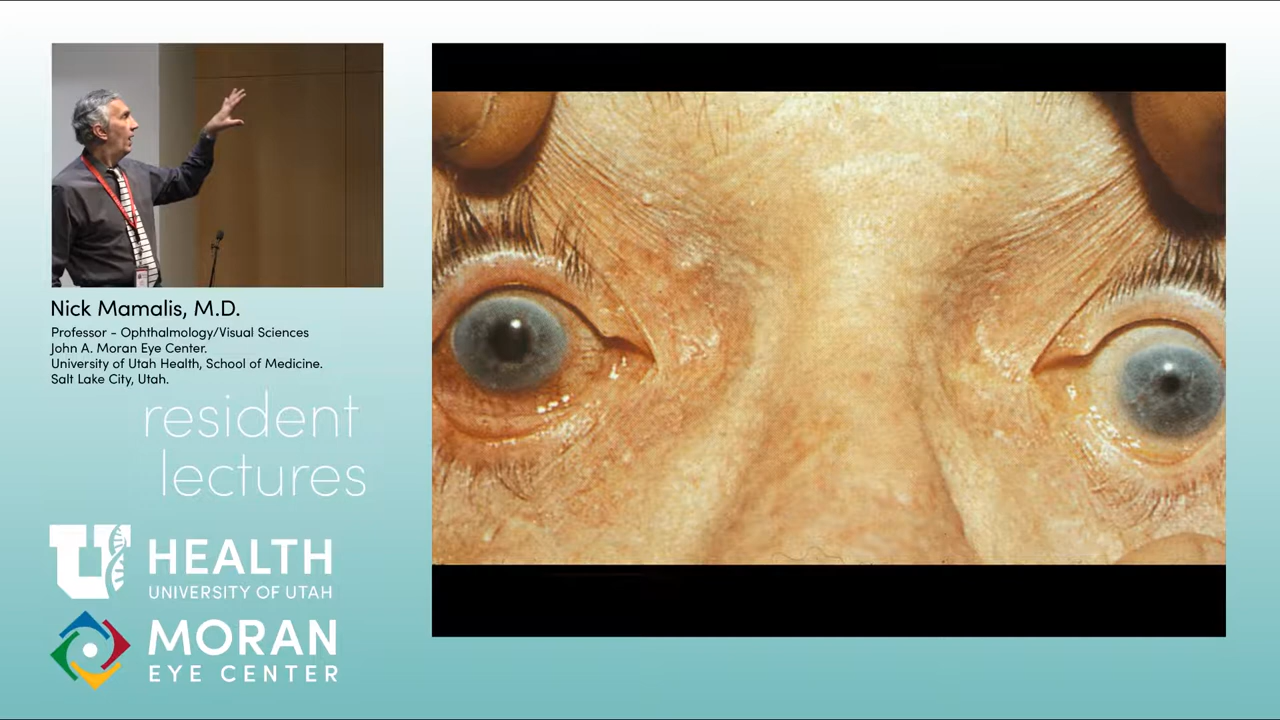 Nick Mamalis, M.D.
Professor - Ophthalmology/Visual Sciences
John A. Moran Eye Center.
University of Utah Health, School of Medicine.
Salt Lake City, Utah.
resident
lectures
U HEALTH
UNIVERSITY OF UTAH
MORAN
EYE CENTER